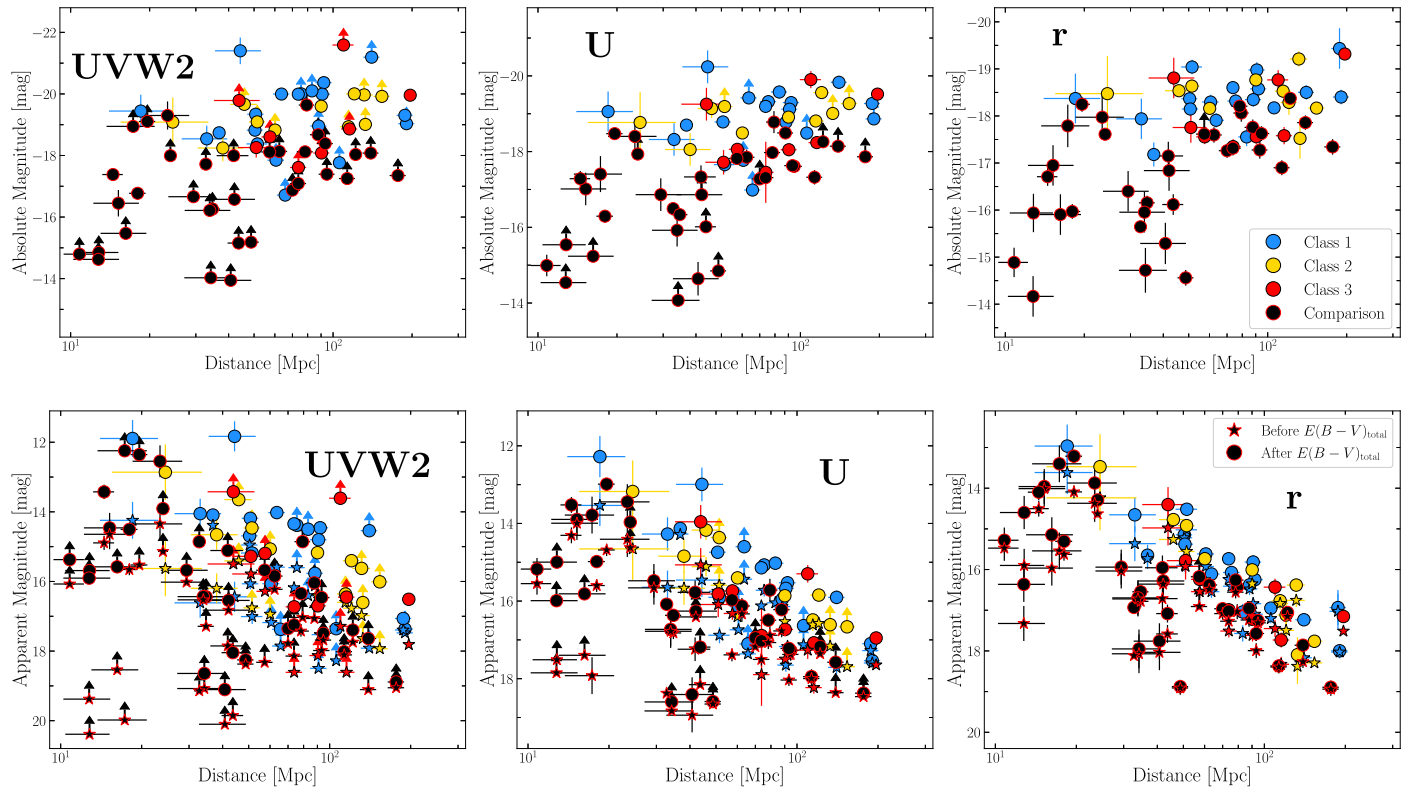 UVW2
Absolute Magnitude [mag]
−22
−20
−18
−16
−14
10¹
10²
Distance [Mpc]
U
Absolute Magnitude [mag]
−20
−18
−16
−14
10¹
10²
Distance [Mpc]
r
Absolute Magnitude [mag]
−20
−19
−18
−17
−16
−15
−14
10¹
10²
Distance [Mpc]
Class 1
Class 2
Class 3
Comparison
UVW2
Apparent Magnitude [mag]
12
14
16
18
20
10¹
10²
Distance [Mpc]
U
Apparent Magnitude [mag]
12
14
16
18
10¹
10²
Distance [Mpc]
r
Apparent Magnitude [mag]
14
16
18
20
10¹
10²
Distance [Mpc]
Before E(B − V)total
After E(B − V)total